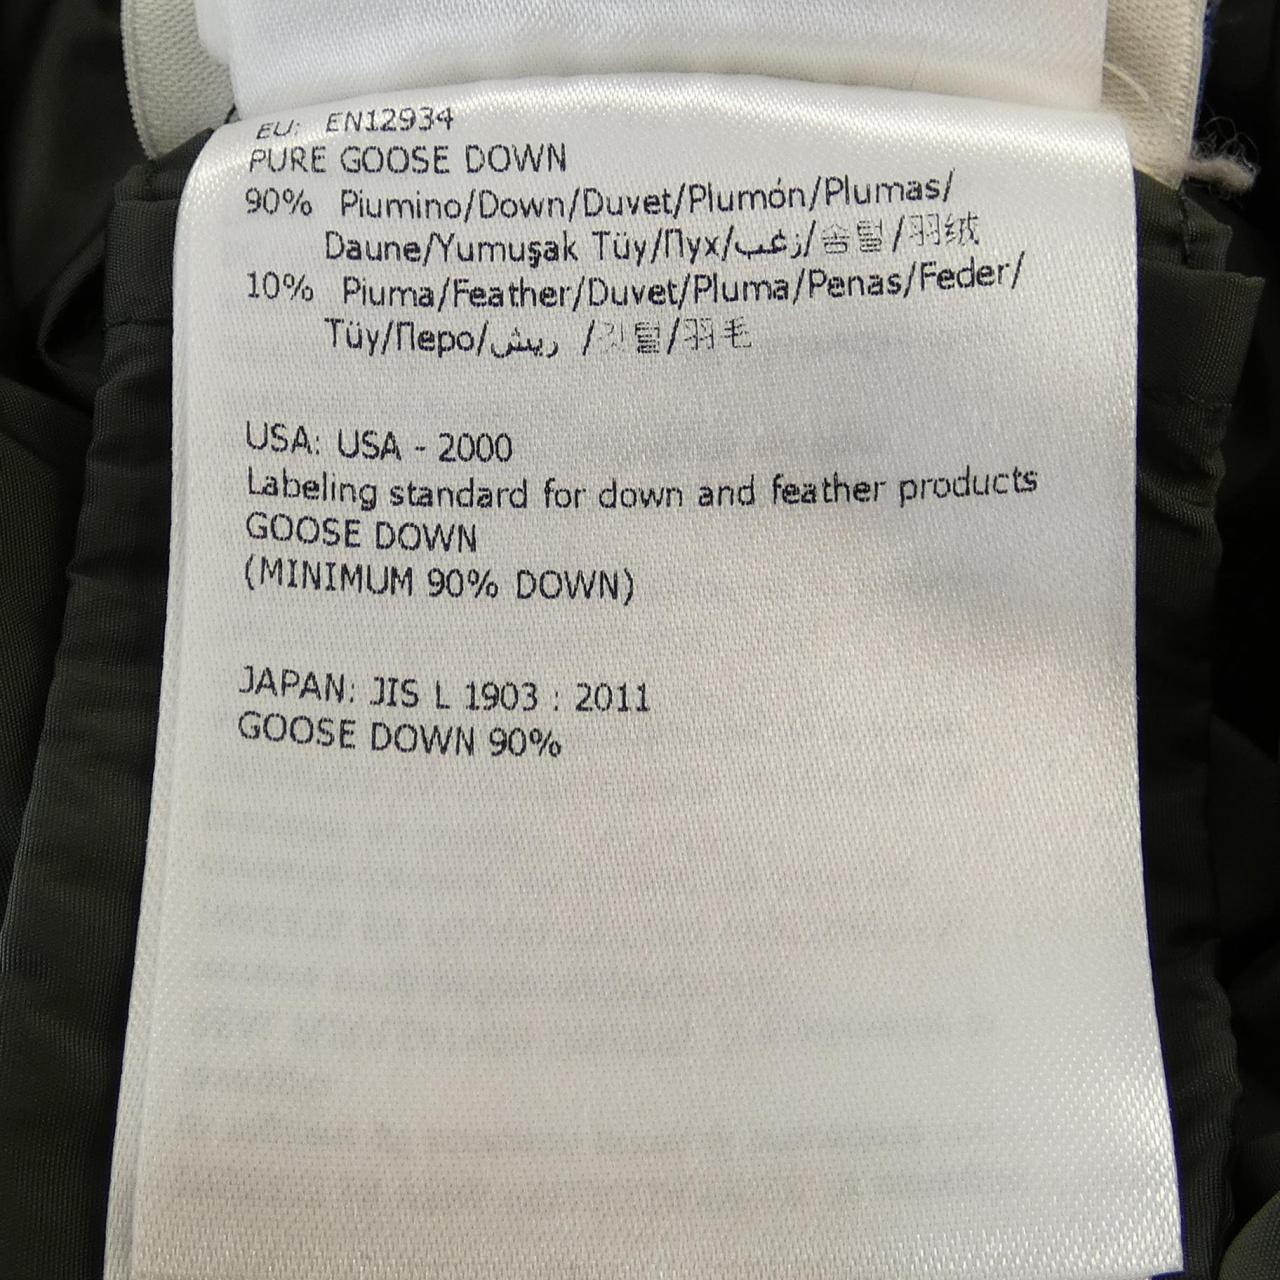 EU: EN12934
PURE GOOSE DOWN
90% Piumino/Down/Duvet/Plumón/Plumas/
Daune/Yumuşak Tüy/Пух/زغب/솜털/羽绒
10% Piuma/Feather/Duvet/Pluma/Penas/Feder/
Tüy/Перо/ريش /깃털/羽毛
USA: USA - 2000
Labeling standard for down and feather products
GOOSE DOWN
(MINIMUM 90% DOWN)
JAPAN: JIS L 1903 : 2011
GOOSE DOWN 90%